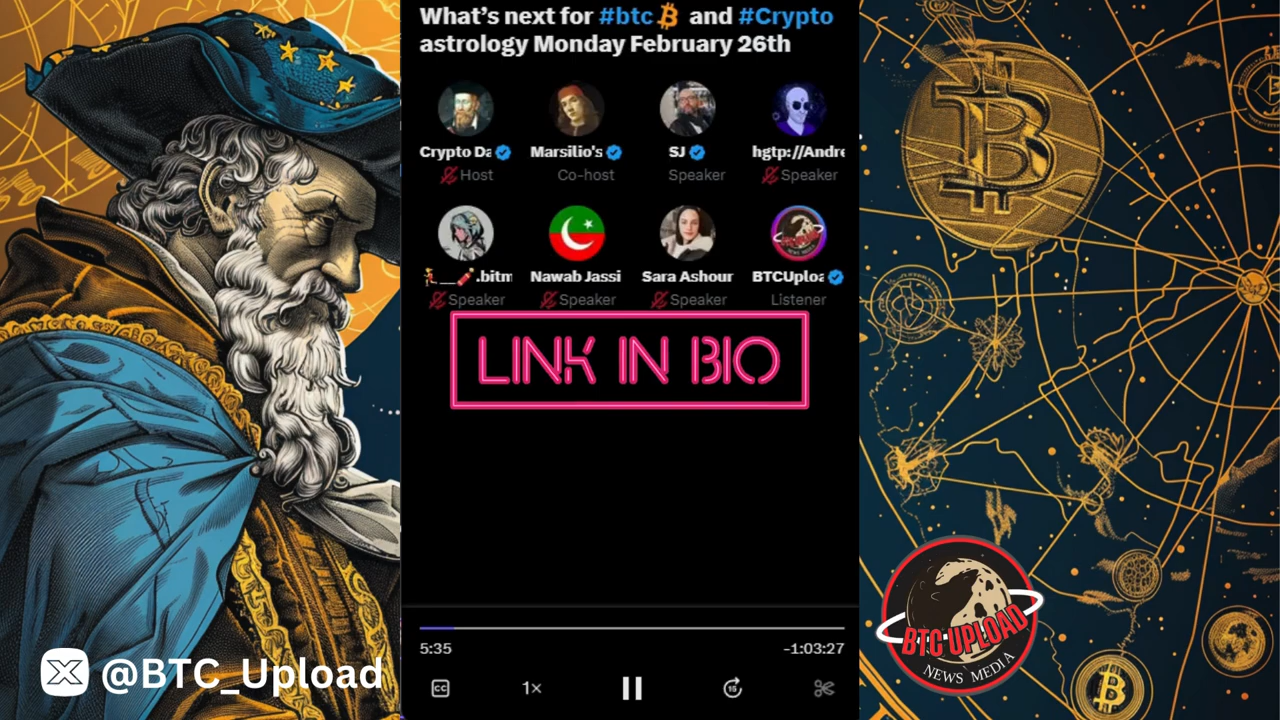 What's next for #btc and #Crypto
astrology Monday February 26th
Crypto Da Marsilio's SJ hgtp://Andre
Host Co-host Speaker Speaker
.bitm Nawab Jassi Sara Ashour BTCUploa
Speaker Speaker Speaker Listener
LINK IN BIO
5:35 -1:03:27
CC 1× 15
@BTC_Upload
BTC UPLOAD
NEWS MEDIA